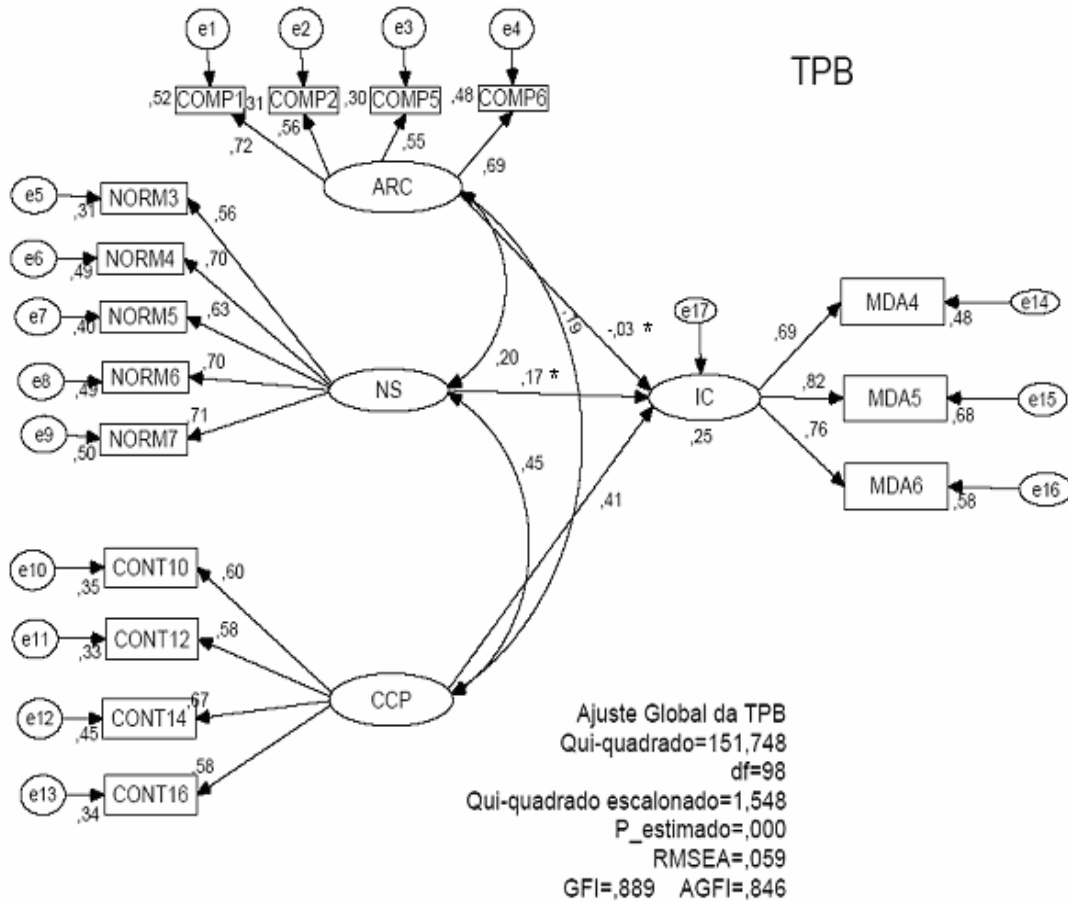 e1 e2 e3 e4
TPB
,52 COMP1 ,31 COMP2 ,30 COMP5 ,48 COMP6
,72 ,56 ,55 ,69
ARC
e5 ,31 NORM3 ,56
e6 ,49 NORM4 ,70
e7 ,40 NORM5 ,63
e8 ,49 NORM6 ,70
e9 ,50 NORM7 ,71
NS
,20 ,19 -,03 *
,17 *
,45 ,41
e17
IC
,25
,69 MDA4 ,48 e14
,82 MDA5 ,68 e15
,76 MDA6 ,58 e16
e10 ,35 CONT10 ,60
e11 ,33 CONT12 ,58
e12 ,45 CONT14 ,67
e13 ,34 CONT16 ,58
CCP
Ajuste Global da TPB
Qui-quadrado=151,748
df=98
Qui-quadrado escalonado=1,548
P_estimado=,000
RMSEA=,059
GFI=,889 AGFI=,846